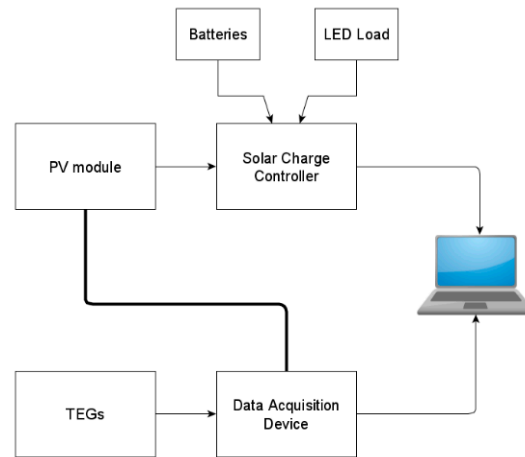 Batteries
LED Load
PV module
Solar Charge
Controller
TEGs
Data Acquisition
Device